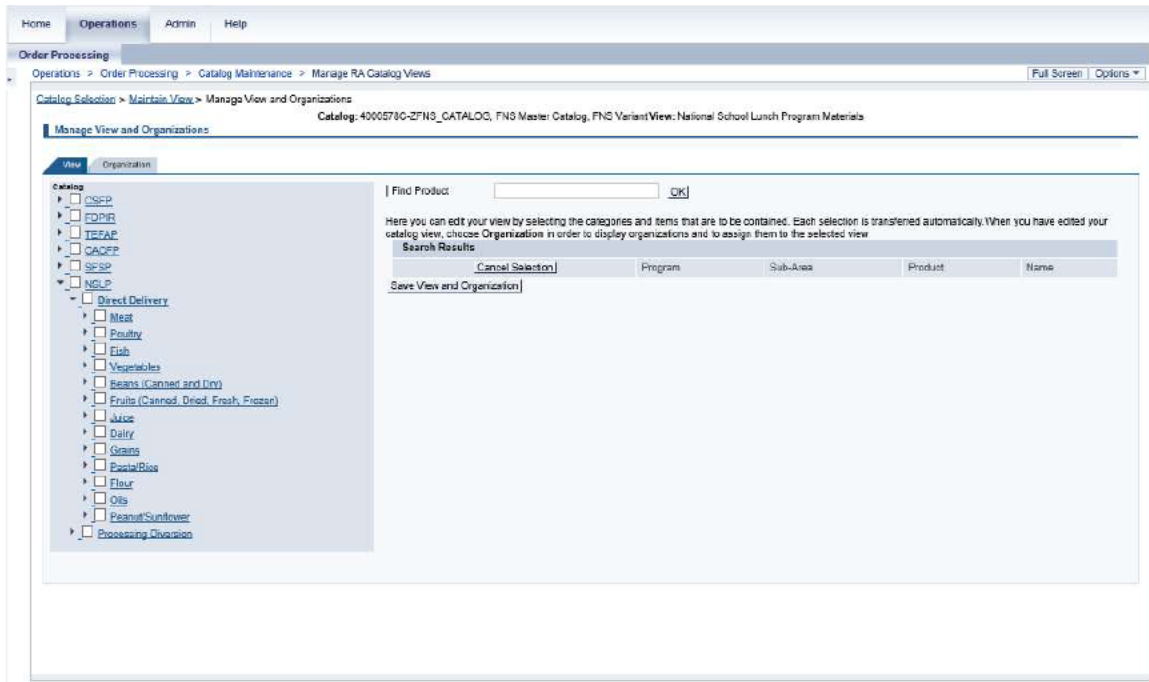 Home Operations Admin Help
Order Processing
Operations > Order Processing > Catalog Maintenance > Manage RA Catalog Views Full Screen Options
Catalog Selection > Maintain View > Manage View and Organizations
Catalog: 4000578C-ZFNS_CATALOG, FNS Master Catalog, FNS Variant View: National School Lunch Program Materials
Manage View and Organizations
View Organization
Catalog
CSFP
FDPIR
TEFAP
CACFP
SFSP
NSLP
Direct Delivery
Meat
Poultry
Fish
Vegetables
Beans (Canned and Dry)
Fruits (Canned, Dried, Fresh, Frozen)
Juice
Dairy
Grains
Pasta/Rice
Flour
Oils
Peanut/Sunflower
Processing Diversion
Find Product OK
Here you can edit your view by selecting the categories and items that are to be contained. Each selection is transferred automatically. When you have edited your
catalog view, choose Organization in order to display organizations and to assign them to the selected view
Search Results
Cancel Selection Program Sub-Area Product Name
Save View and Organization